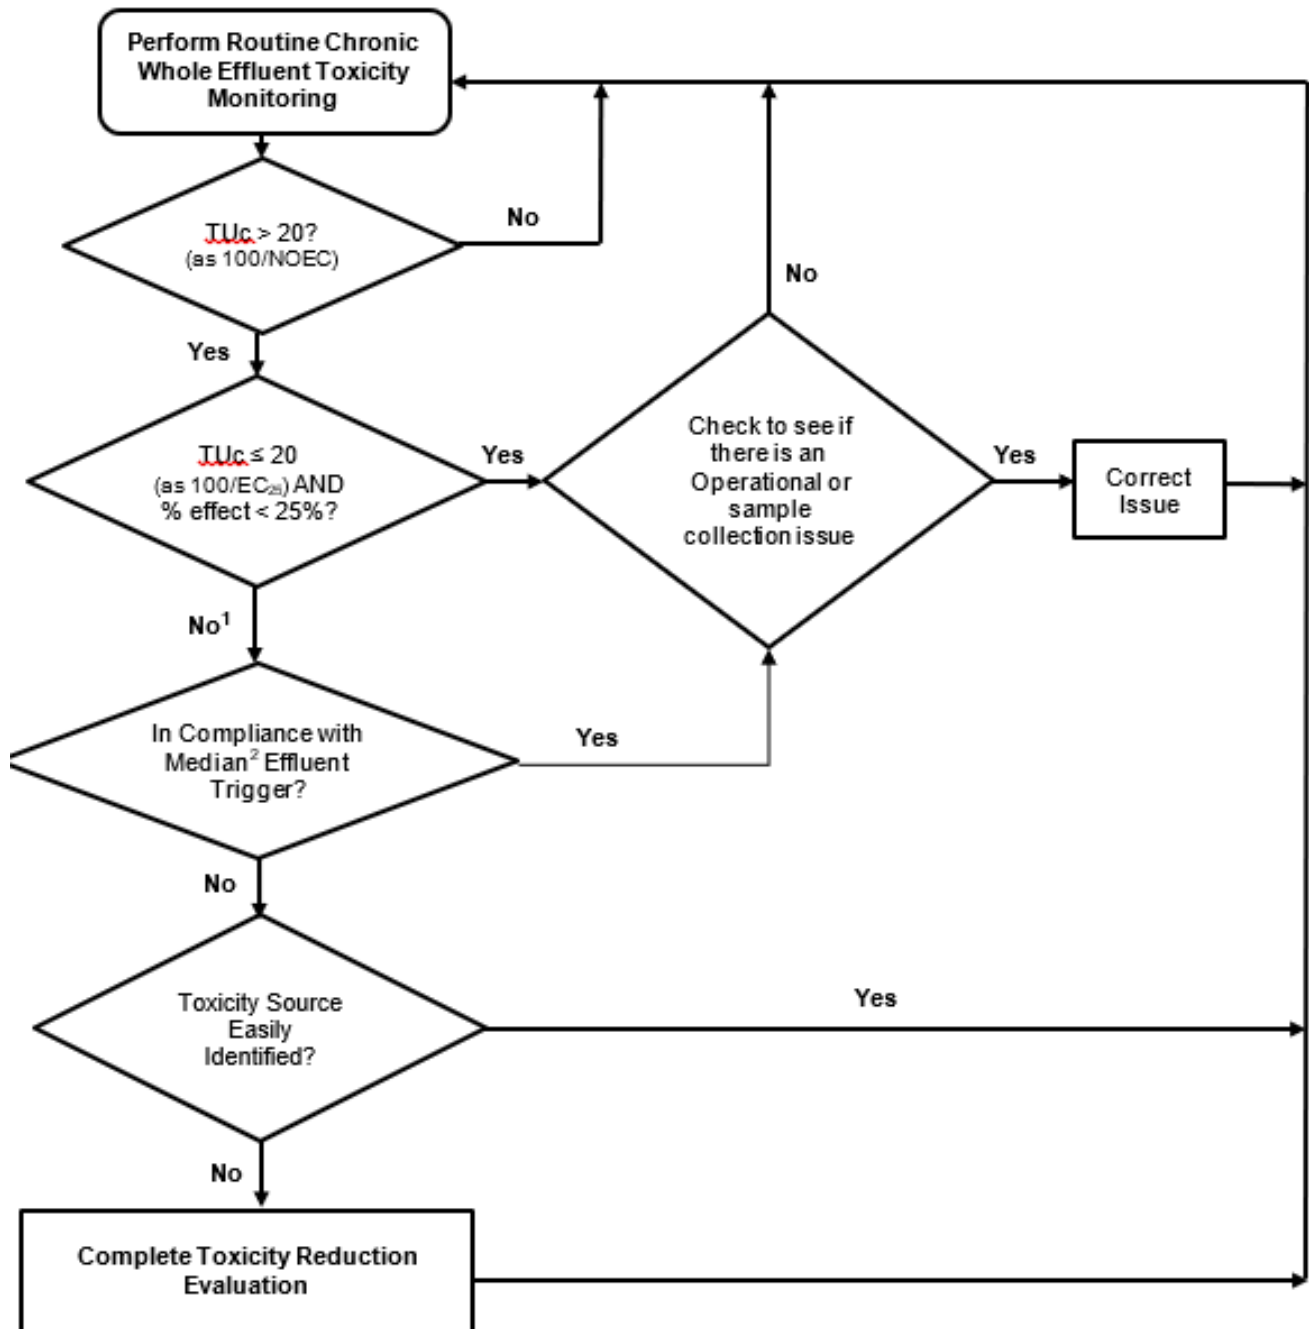 Perform Routine Chronic
Whole Effluent Toxicity
Monitoring
TUc > 20?
(as 100/NOEC)
No
Yes
TUc ≤ 20
(as 100/EC₂₅) AND
% effect < 25%?
Yes
Check to see if
there is an
Operational or
sample
collection issue
No
Yes
Correct
Issue
No¹
In Compliance with
Median² Effluent
Trigger?
Yes
No
Toxicity Source
Easily
Identified?
Yes
No
Complete Toxicity Reduction
Evaluation